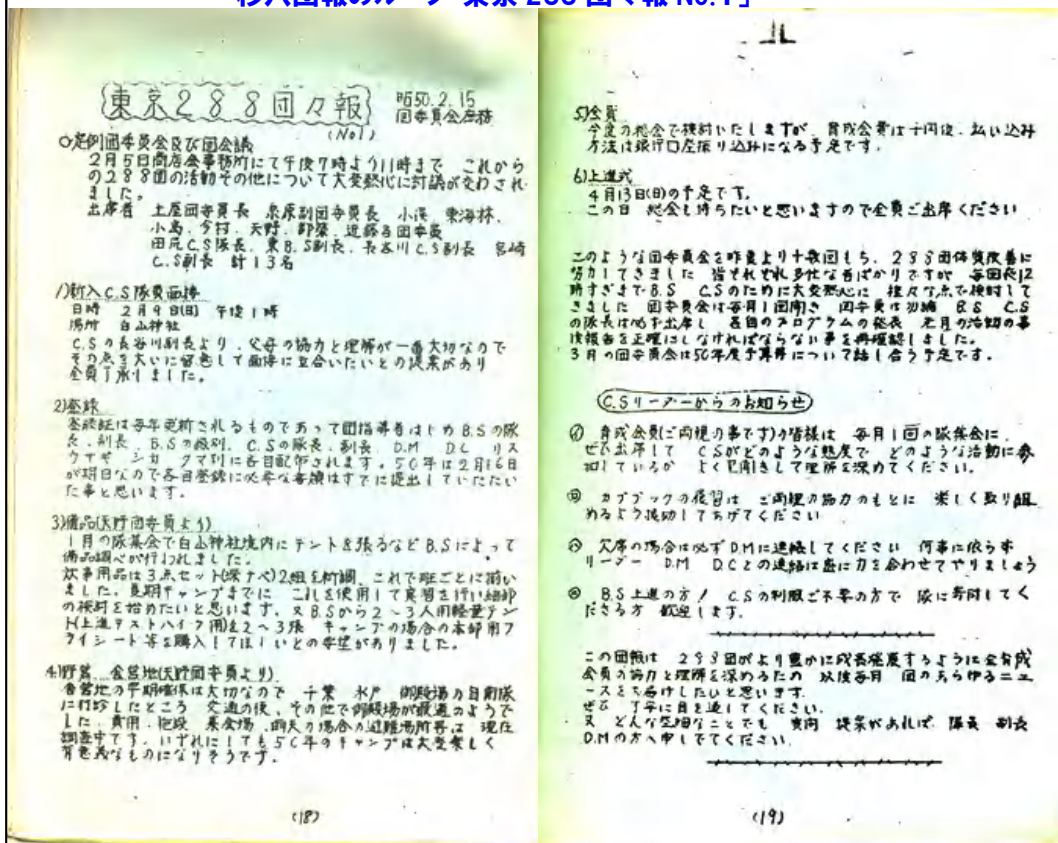 杉八団報のルーツ 東京288団々報 No.1」
東京288団々報
(No1)
昭50.2.15
団委員会庶務
○定例団委員会及び団会議
2月5日商店会事務所にて午后7時より11時まで これから
の288団の活動その他について大変熱心に討議が交わされ
ました。
出席者 土屋団委員長 泉原副団委員長 小俣 東海林、
小島、今村、天野、都築、近藤各団委員
田尻C.S隊長、東B.S副長、長谷川C.S副長 宮崎
C.S副長 計13名
1)新入C.S隊員面接
日時 2月9日(日) 午後1時
場所 白山神社
C.Sの長谷川副長より、父母の協力と理解が一番大切なので
その点を大いに留意して面接に立合いたいとの提案があり
全員了承しました。
2)登録
登録証は毎年更新されるものであって団指導者はじめB.Sの隊
長、副長、B.Sの級別、C.Sの隊長、副長、D.M D.C リス
ウサギ シカ クマ別に各自配布されます。50年は2月16日
が期日なので各自登録に必要な書類はすでに提出していただい
た事と思います。
3)備品(天野団委員より)
1月の隊集会で白山神社境内にテントを張るなどB.Sによって
備品調べが行われました。
炊事用品は3点セット(深ナベ)2組を新調、これで班ごとに揃い
ました。夏期キャンプまでに これを使用して実習を行い細部
の検討を始めたいと思います。又B.Sから2〜3人用軽量テン
ト(上進テストハイク用)を2〜3張 キャンプの場合の本部用フ
ライシート等を購入してほしいとの要望がありました。
4)野営、舎営地(天野団委員より)
舎営地の早期確保は大切なので 千葉 水戸 御殿場の自衛隊
に打診したところ 交通の便、その他で御殿場が最適のようで
した。費用、施設 集会場、雨天の場合の避難場所等は 現在
調査中です。いずれにしても50年のキャンプは大変楽しく
有意義なものになりそうです。
(18)
5)会費
今度の総会で検討いたしますが、育成会費は千円位、払い込み
方法は銀行口座振り込みになる予定です。
6)上進式
4月13日(日)の予定です。
この日 総会も持ちたいと思いますので全員ご出席ください
このような団委員会を昨夏より十数回もち、288団体質改善に
努力してきました 皆それぞれ多忙な者ばかりですが 毎回夜12
時すぎまでB.S C.Sのために大変熱心に 様々な点で検討して
きました 団委員会は毎月1回開き 団委員は勿論 B.S C.S
の隊長は必ず出席し 各自のプログラムの発表 先月の活動の事
後報告を正確にしなければならない事を再確認しました。
3月の団委員会は50年度予算等について話し合う予定です。
C.Sリーダーからのお知らせ
㋑ 育成会員(ご両親の事です)の皆様は 毎月1回の隊集会に
ぜひ出席して C.Sがどのような態度で どのような活動に参
加しているか よく見聞きして理解を深めてください。
㋺ カブブックの復習は ご両親の協力のもとに 楽しく取り組
めるよう援助してあげてください
㋩ 欠席の場合は必ずD.Mに連絡してください 何事に依らず
リーダー D.M D.Cとの連絡は密に力を合わせてやりましょう
㋥ B.S上進の方! C.Sの制服ご不要の方で 隊に寄付してく
ださる方 歓迎します。
この団報は 288団がより豊かに成長発展するように全育成
会員の協力と理解を深めるため 以後毎月 団のあらゆるニュ
ースをお届けしたいと思います。
ぜひ 丁寧に目を通してください。
又 どんな些細なことでも 質問 提案があれば 隊長 副長
D.Mの方へ申しでてください
(19)